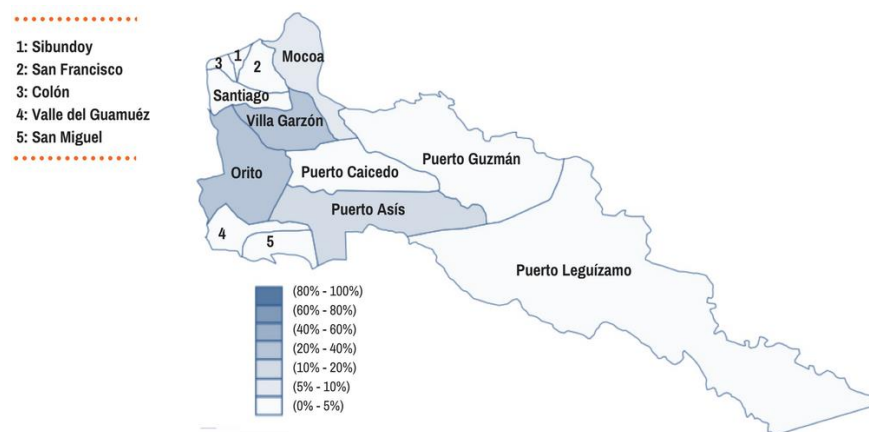 1: Sibundoy
2: San Francisco
3: Colón
4: Valle del Guamuéz
5: San Miguel
Mocoa
1
3
2
Santiago
Villa Garzón
Puerto Guzmán
Orito
Puerto Caicedo
Puerto Asís
4
5
Puerto Leguízamo
(80% - 100%)
(60% - 80%)
(40% - 60%)
(20% - 40%)
(10% - 20%)
(5% - 10%)
(0% - 5%)